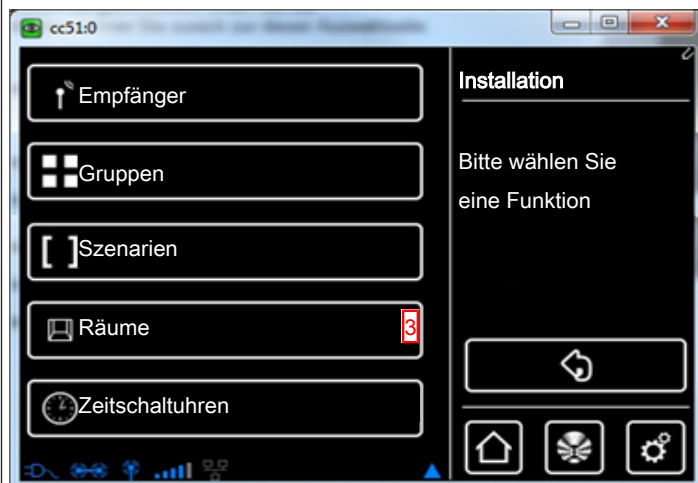 cc51:0
Empfänger
Gruppen
Szenarien
Räume 3
Zeitschaltuhren
Installation
Bitte wählen Sie
eine Funktion